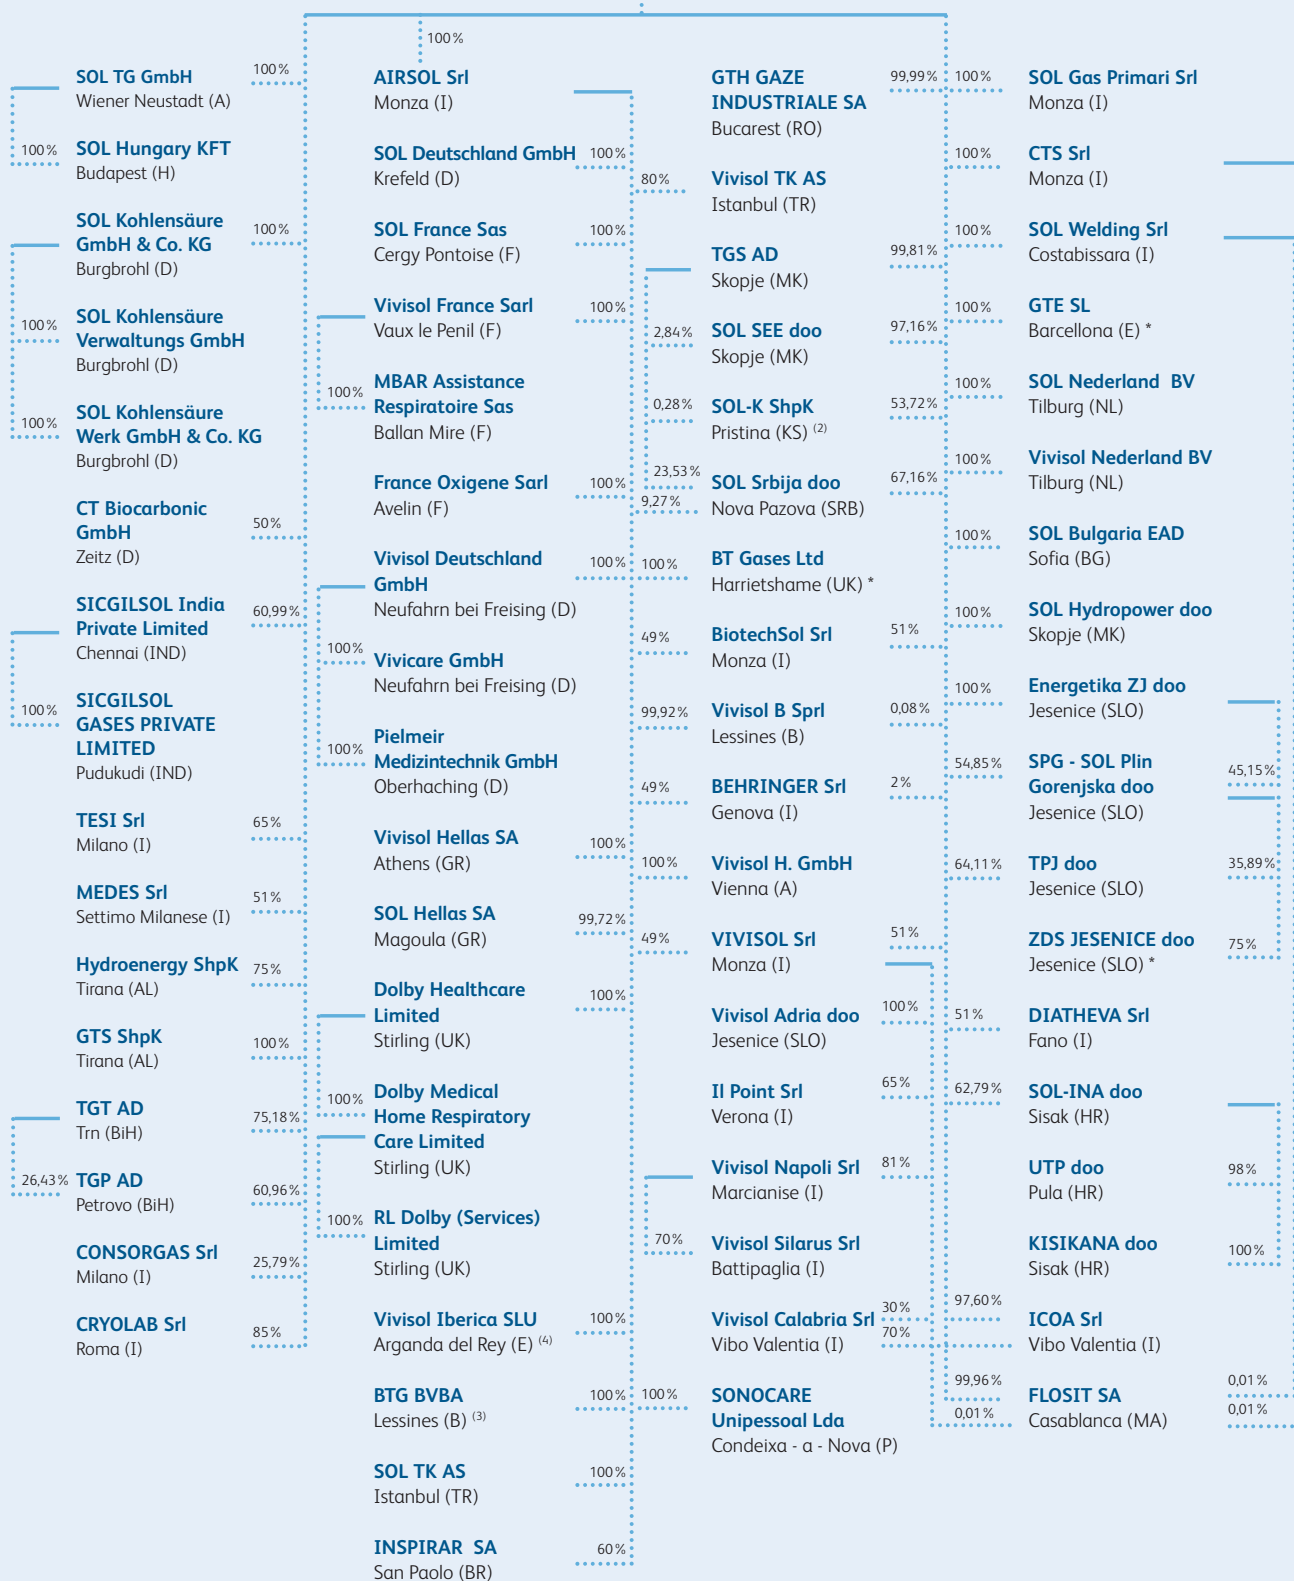 100%
SOL TG GmbH
Wiener Neustadt (A)
100%
100%
SOL Hungary KFT
Budapest (H)
SOL Kohlensäure
GmbH & Co. KG
Burgbrohl (D)
100%
100%
SOL Kohlensäure
Verwaltungs GmbH
Burgbrohl (D)
100%
SOL Kohlensäure
Werk GmbH & Co. KG
Burgbrohl (D)
CT Biocarbonic
GmbH
Zeitz (D)
50%
SICGILSOL India
Private Limited
Chennai (IND)
60,99%
100%
SICGILSOL
GASES PRIVATE
LIMITED
Pudukudi (IND)
TESI Srl
Milano (I)
65%
MEDES Srl
Settimo Milanese (I)
51%
Hydroenergy ShpK
Tirana (AL)
75%
GTS ShpK
Tirana (AL)
100%
TGT AD
Trn (BiH)
75,18%
26,43%
TGP AD
Petrovo (BiH)
60,96%
CONSORGAS Srl
Milano (I)
25,79%
CRYOLAB Srl
Roma (I)
85%
AIRSOL Srl
Monza (I)
SOL Deutschland GmbH
Krefeld (D)
100%
SOL France Sas
Cergy Pontoise (F)
100%
Vivisol France Sarl
Vaux le Penil (F)
100%
100%
MBAR Assistance
Respiratoire Sas
Ballan Mire (F)
France Oxigene Sarl
Avelin (F)
100%
Vivisol Deutschland
GmbH
Neufahrn bei Freising (D)
100%
100%
Vivicare GmbH
Neufahrn bei Freising (D)
100%
Pielmeir
Medizintechnik GmbH
Oberhaching (D)
Vivisol Hellas SA
Athens (GR)
100%
SOL Hellas SA
Magoula (GR)
99,72%
Dolby Healthcare
Limited
Stirling (UK)
100%
100%
Dolby Medical
Home Respiratory
Care Limited
Stirling (UK)
100%
RL Dolby (Services)
Limited
Stirling (UK)
Vivisol Iberica SLU
Arganda del Rey (E) (4)
100%
BTG BVBA
Lessines (B) (3)
100%
SOL TK AS
Istanbul (TR)
100%
INSPIRAR SA
San Paolo (BR)
60%
GTH GAZE
INDUSTRIALE SA
Bucarest (RO)
99,99%
80%
Vivisol TK AS
Istanbul (TR)
TGS AD
Skopje (MK)
99,81%
2,84%
SOL SEE doo
Skopje (MK)
97,16%
0,28%
SOL-K ShpK
Pristina (KS) (2)
53,72%
23,53%
9,27%
SOL Srbija doo
Nova Pazova (SRB)
67,16%
100%
BT Gases Ltd
Harrietshame (UK) *
49%
BiotechSol Srl
Monza (I)
51%
99,92%
Vivisol B Sprl
Lessines (B)
0,08%
49%
BEHRINGER Srl
Genova (I)
2%
100%
Vivisol H. GmbH
Vienna (A)
49%
VIVISOL Srl
Monza (I)
51%
Vivisol Adria doo
Jesenice (SLO)
100%
Il Point Srl
Verona (I)
65%
Vivisol Napoli Srl
Marcianise (I)
81%
70%
Vivisol Silarus Srl
Battipaglia (I)
Vivisol Calabria Srl
Vibo Valentia (I)
30%
70%
100%
SONOCARE
Unipessoal Lda
Condeixa - a - Nova (P)
100%
SOL Gas Primari Srl
Monza (I)
100%
CTS Srl
Monza (I)
100%
SOL Welding Srl
Costabissara (I)
100%
GTE SL
Barcellona (E) *
100%
SOL Nederland BV
Tilburg (NL)
100%
Vivisol Nederland BV
Tilburg (NL)
100%
SOL Bulgaria EAD
Sofia (BG)
100%
SOL Hydropower doo
Skopje (MK)
100%
Energetika ZJ doo
Jesenice (SLO)
54,85%
SPG - SOL Plin
Gorenjska doo
Jesenice (SLO)
45,15%
64,11%
TPJ doo
Jesenice (SLO)
35,89%
ZDS JESENICE doo
Jesenice (SLO) *
75%
51%
DIATHEVA Srl
Fano (I)
62,79%
SOL-INA doo
Sisak (HR)
UTP doo
Pula (HR)
98%
KISIKANA doo
Sisak (HR)
100%
97,60%
ICOA Srl
Vibo Valentia (I)
99,96%
0,01%
FLOSIT SA
Casablanca (MA)
0,01%
0,01%